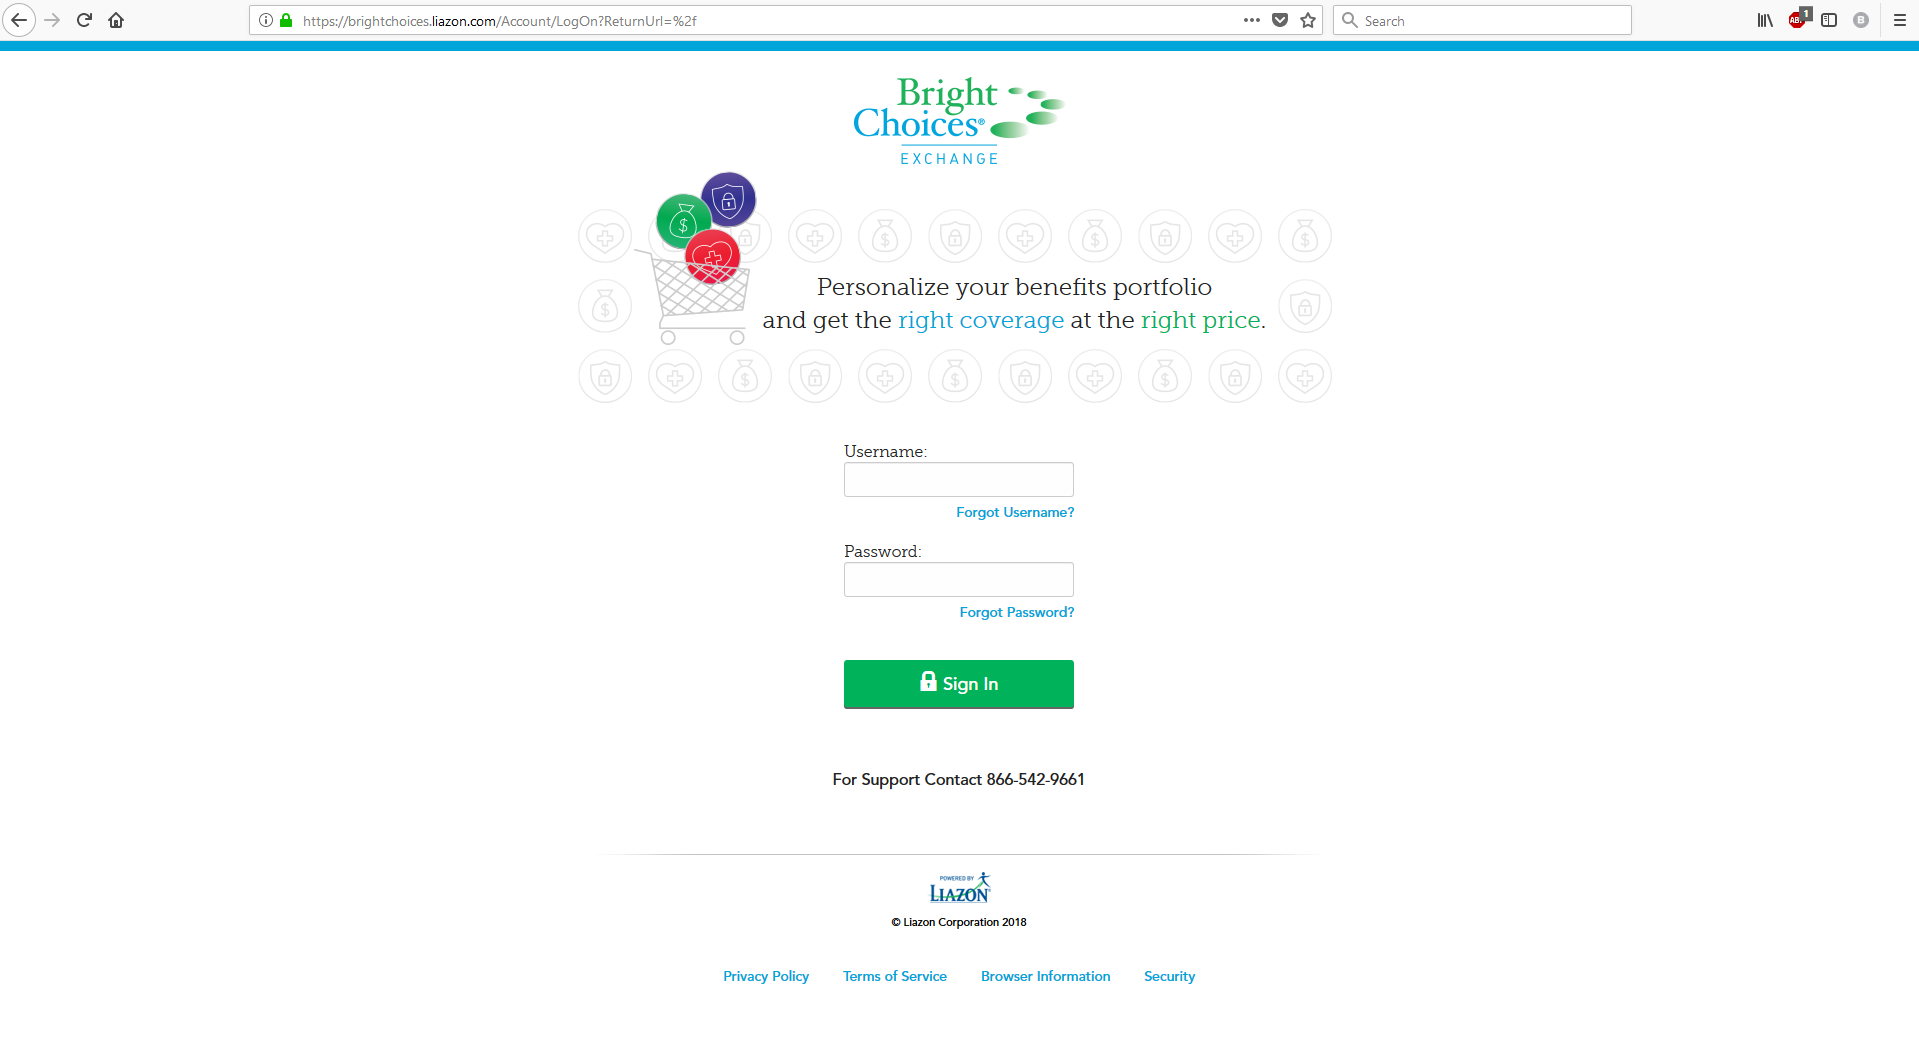 https://brightchoices.liazon.com/Account/LogOn?ReturnUrl=%2f
Search
1
ABP
B
Bright
Choices®
EXCHANGE
Personalize your benefits portfolio
and get the right coverage at the right price.
Username:
Forgot Username?
Password:
Forgot Password?
Sign In
For Support Contact 866-542-9661
POWERED BY
LIAZON
© Liazon Corporation 2018
Privacy Policy Terms of Service Browser Information Security